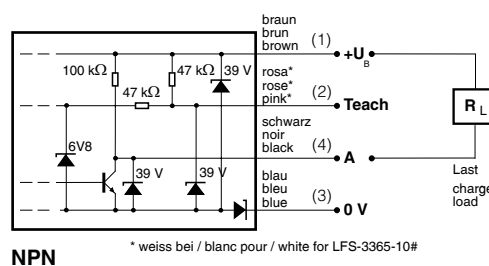 braun
brun
brown
(1)
+U B
100 kΩ
47 kΩ
39 V
rosa*
rose*
pink*
(2)
Teach
47 kΩ
R L
schwarz
noir
black
(4)
A
6V8
39 V
39 V
blau
bleu
blue
(3)
0 V
Last
charge
load
* weiss bei / blanc pour / white for LFS-3365-10#
NPN